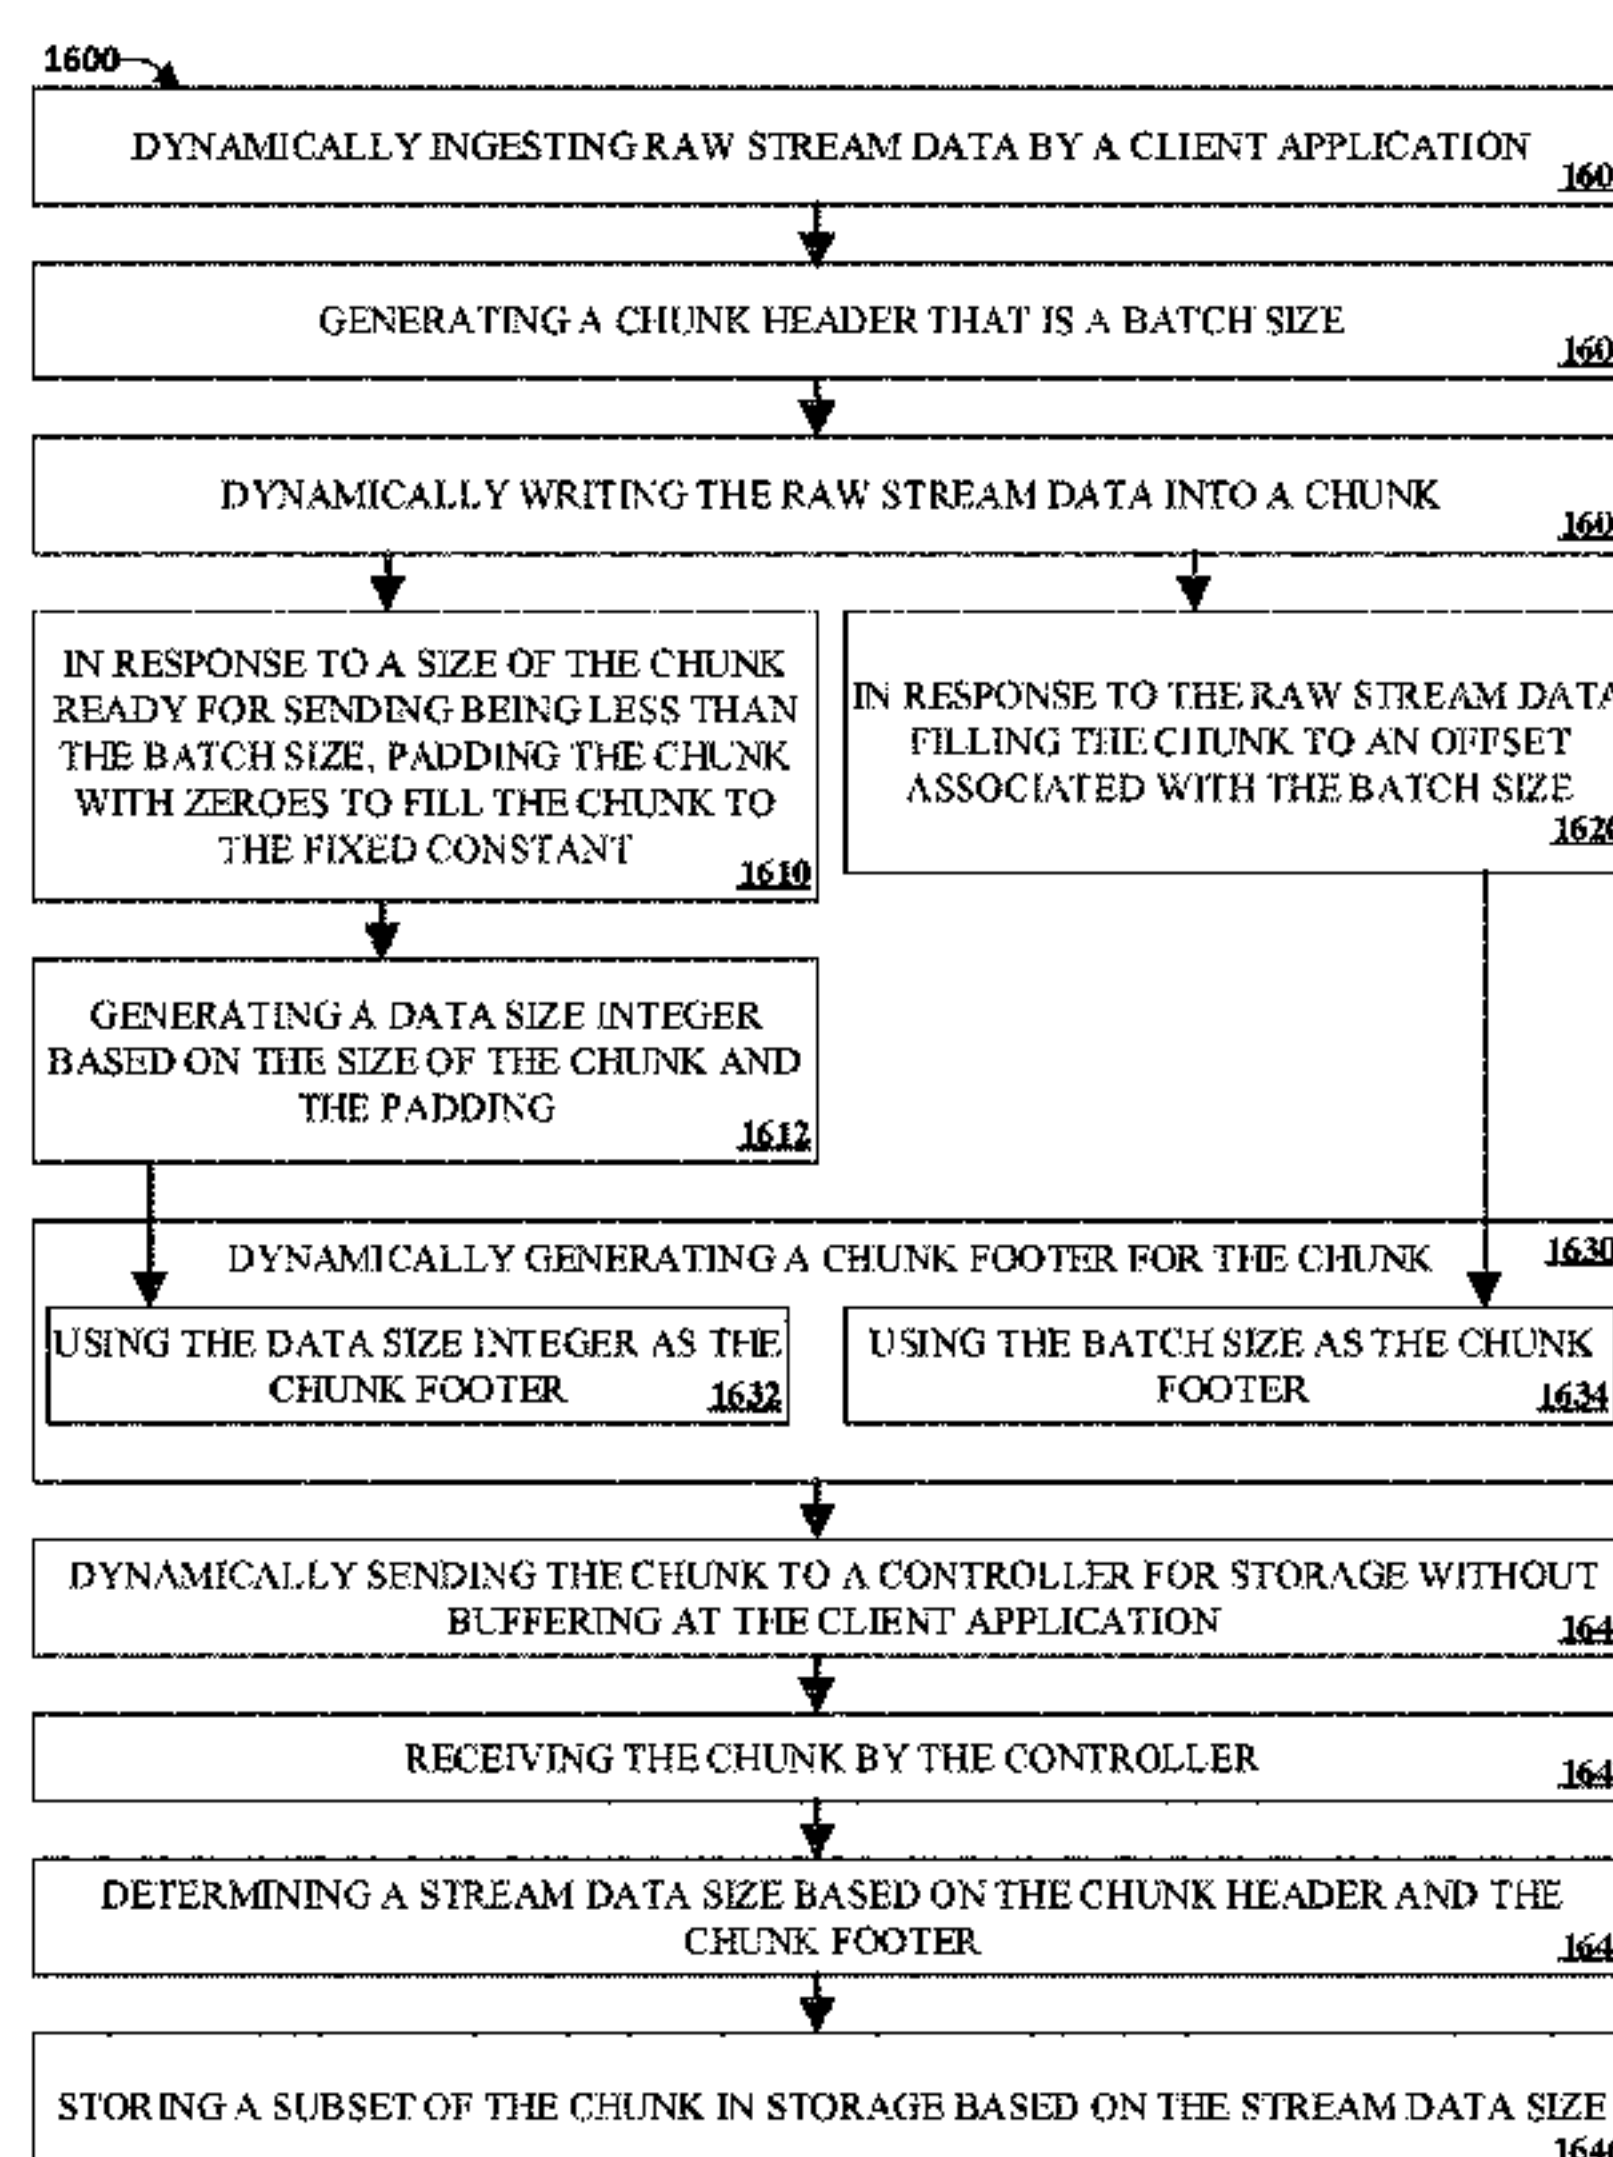 1600
DYNAMICALLY INGESTING RAW STREAM DATA BY A CLIENT APPLICATION
160
GENERATING A CHUNK HEADER THAT IS A BATCH SIZE
160
DYNAMICALLY WRITING THE RAW STREAM DATA INTO A CHUNK
160
IN RESPONSE TO A SIZE OF THE CHUNK
READY FOR SENDING BEING LESS THAN
THE BATCH SIZE, PADDING THE CHUNK
WITH ZEROES TO FILL THE CHUNK TO
THE FIXED CONSTANT
1610
IN RESPONSE TO THE RAW STREAM DATA
FILLING THE CHUNK TO AN OFFSET
ASSOCIATED WITH THE BATCH SIZE
1620
GENERATING A DATA SIZE INTEGER
BASED ON THE SIZE OF THE CHUNK AND
THE PADDING
1612
DYNAMICALLY GENERATING A CHUNK FOOTER FOR THE CHUNK
1630
USING THE DATA SIZE INTEGER AS THE
CHUNK FOOTER
1632
USING THE BATCH SIZE AS THE CHUNK
FOOTER
1634
DYNAMICALLY SENDING THE CHUNK TO A CONTROLLER FOR STORAGE WITHOUT
BUFFERING AT THE CLIENT APPLICATION
164
RECEIVING THE CHUNK BY THE CONTROLLER
164
DETERMINING A STREAM DATA SIZE BASED ON THE CHUNK HEADER AND THE
CHUNK FOOTER
164
STORING A SUBSET OF THE CHUNK IN STORAGE BASED ON THE STREAM DATA SIZE